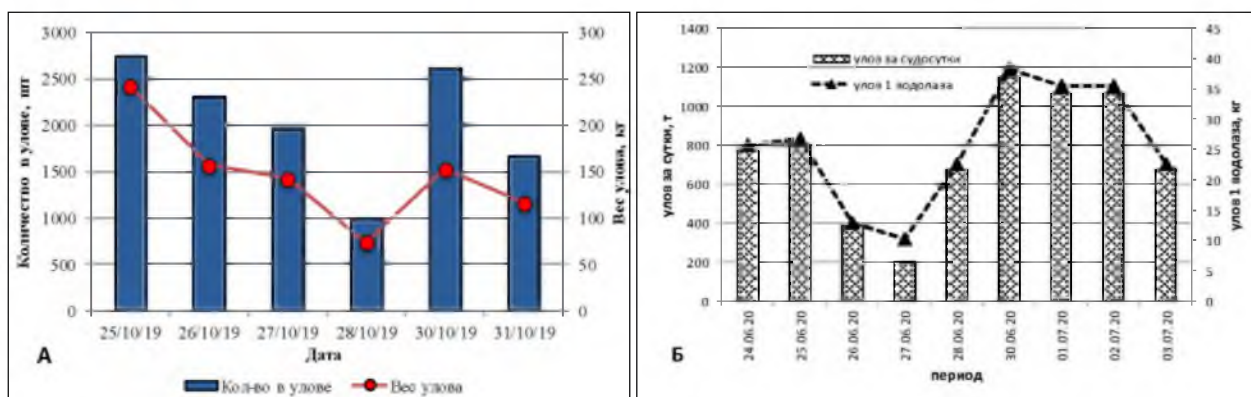 Количество в улове, шт
3000
2500
2000
1500
1000
500
0
300
250
200
150
100
50
0
Вес улова, кг
25/10/19 26/10/19 27/10/19 28/10/19 30/10/19 31/10/19
Дата
А
Кол-во в улове Вес улова
улов за сутки, т
1400
1200
1000
800
600
400
200
0
улов за судосутки
улов 1 водолаза
45
40
35
30
25
20
15
10
5
0
улов 1 водолаза, кг
24.06.20 25.06.20 26.06.20 27.06.20 28.06.20 30.06.20 01.07.20 02.07.20 03.07.20
период
Б